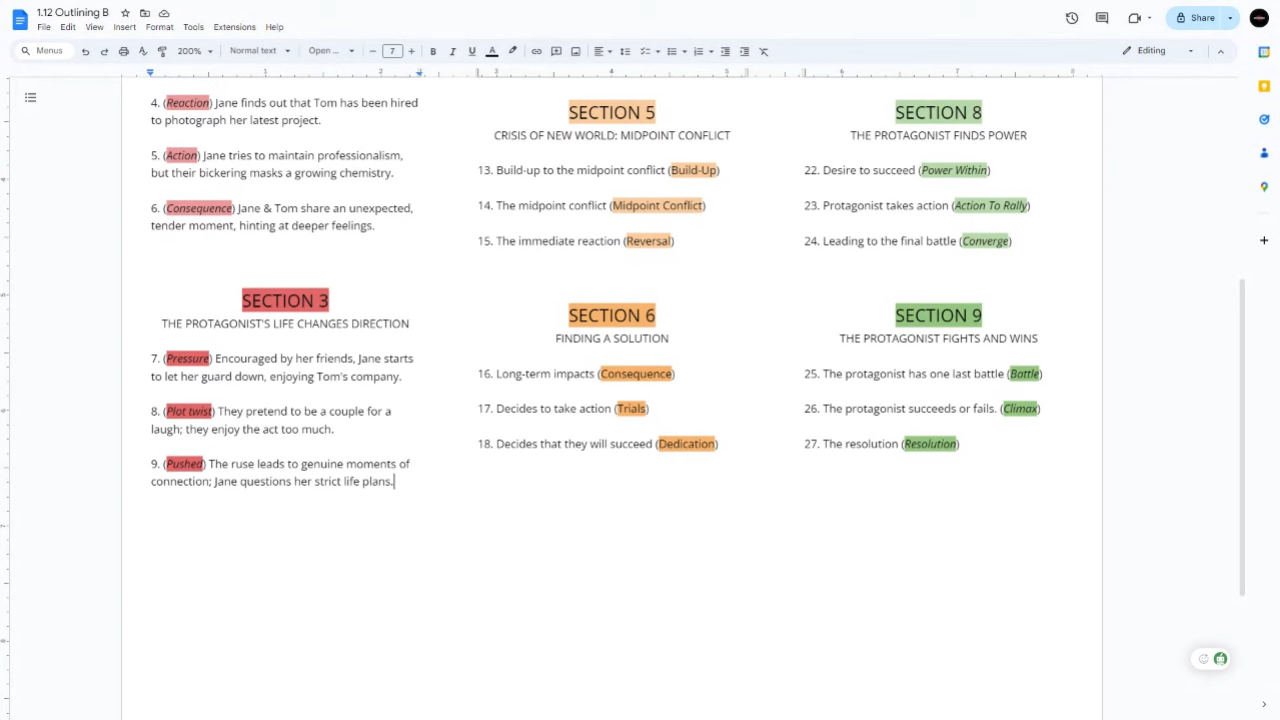 1.12 Outlining B
File Edit View Insert Format Tools Extensions Help
Share
Menus
200%
Normal text
Open ...
7
B I U A
Editing
1 3 4 5 6 7 8
4. (Reaction) Jane finds out that Tom has been hired
to photograph her latest project.
5. (Action) Jane tries to maintain professionalism,
but their bickering masks a growing chemistry.
6. (Consequence) Jane & Tom share an unexpected,
tender moment, hinting at deeper feelings.
SECTION 3
THE PROTAGONIST'S LIFE CHANGES DIRECTION
7. (Pressure) Encouraged by her friends, Jane starts
to let her guard down, enjoying Tom's company.
8. (Plot twist) They pretend to be a couple for a
laugh; they enjoy the act too much.
9. (Pushed) The ruse leads to genuine moments of
connection; Jane questions her strict life plans.
SECTION 5
CRISIS OF NEW WORLD: MIDPOINT CONFLICT
13. Build-up to the midpoint conflict (Build-Up)
14. The midpoint conflict (Midpoint Conflict)
15. The immediate reaction (Reversal)
SECTION 6
FINDING A SOLUTION
16. Long-term impacts (Consequence)
17. Decides to take action (Trials)
18. Decides that they will succeed (Dedication)
SECTION 8
THE PROTAGONIST FINDS POWER
22. Desire to succeed (Power Within)
23. Protagonist takes action (Action To Rally)
24. Leading to the final battle (Converge)
SECTION 9
THE PROTAGONIST FIGHTS AND WINS
25. The protagonist has one last battle (Battle)
26. The protagonist succeeds or fails. (Climax)
27. The resolution (Resolution)